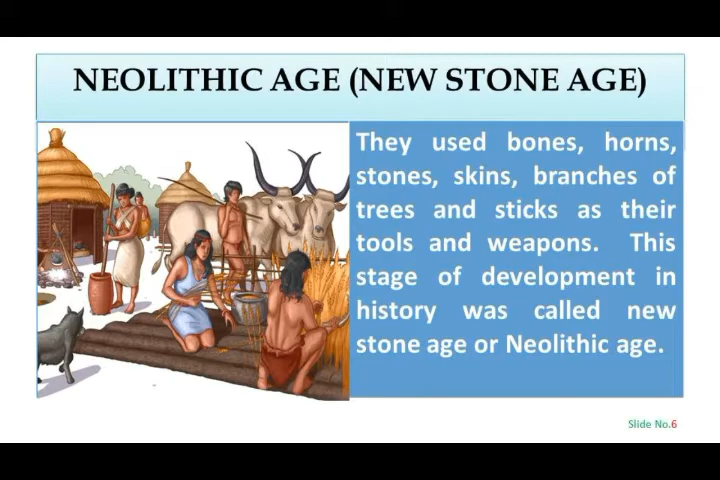 NEOLITHIC AGE (NEW STONE AGE)
They used bones, horns,
stones, skins, branches of
trees and sticks as their
tools and weapons. This
stage of development in
history was called new
stone age or Neolithic age.
Slide No.6